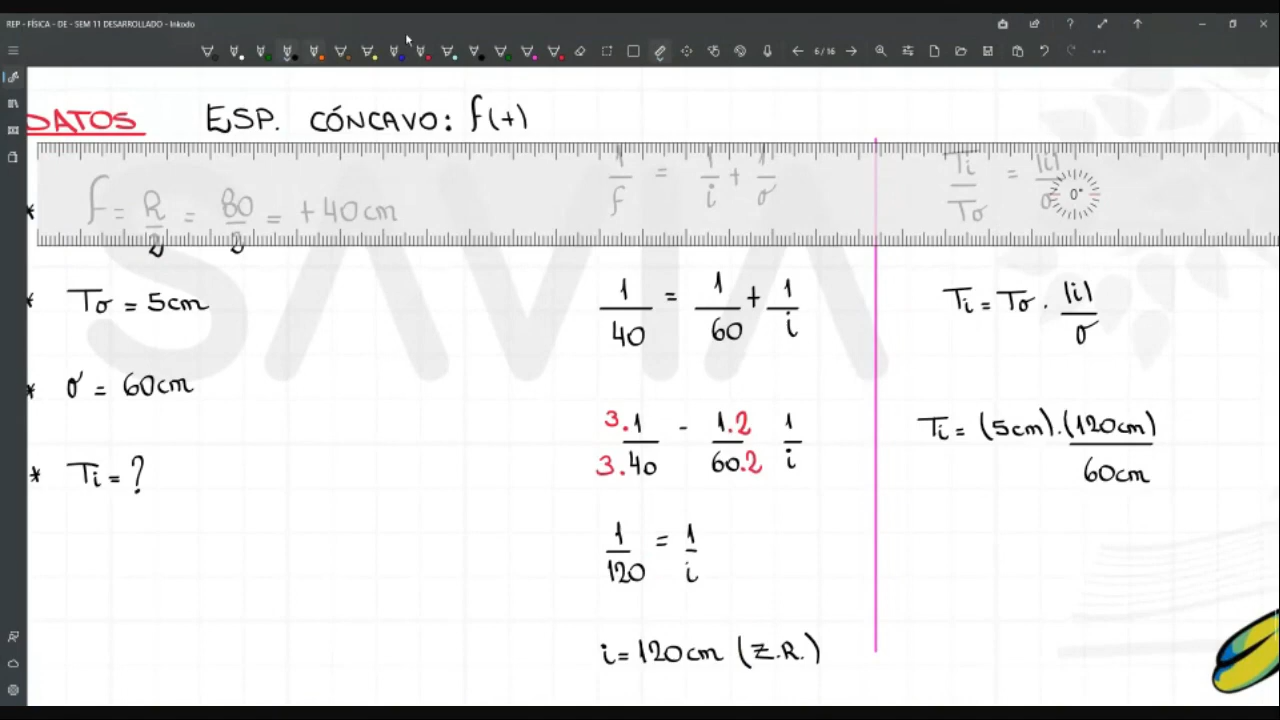 REP - FÍSICA - DE - SEM 11 DESARROLLADO - Inkodo
6/16
DATOS
ESP. CÓNCAVO: f(+)
* f = R/2 = 80/2 = +40cm
* To = 5cm
* o = 60cm
* Ti = ?
1/f = 1/i + 1/o
1/40 = 1/60 + 1/i
3.1/3.40 - 1.2/60.2 1/i
1/120 = 1/i
i = 120cm (Z.R.)
Ti/To = |i|/o
0°
Ti = To . |i|/o
Ti = (5cm).(120cm)/60cm
SAVIA